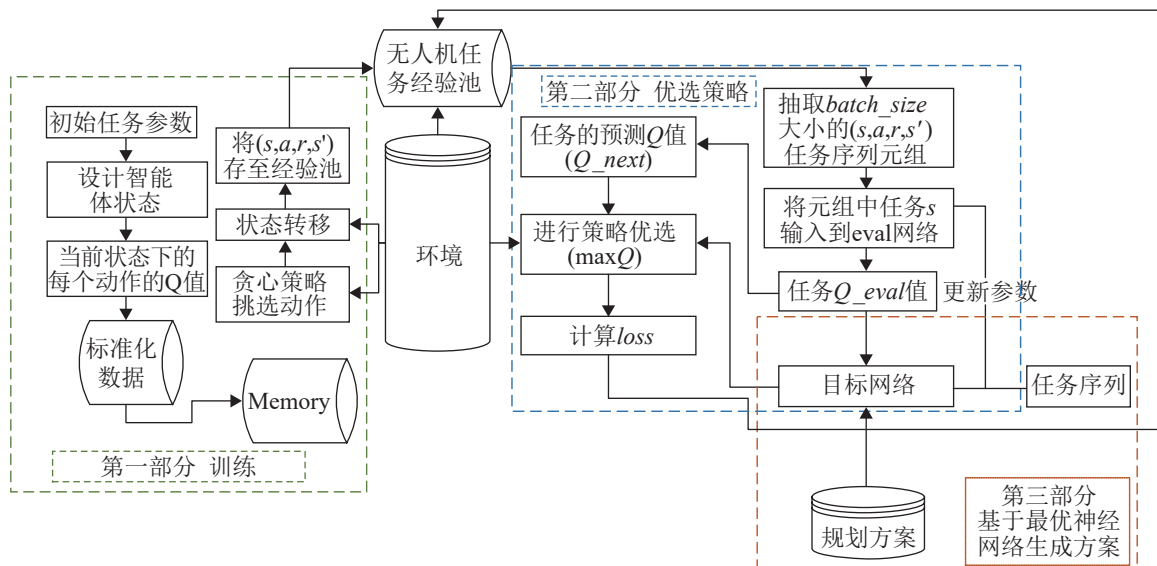 无人机任
务经验池
初始任务参数
设计智能
体状态
当前状态下的
每个动作的Q值
标准化
数据
Memory
将(s,a,r,s')
存至经验池
状态转移
贪心策略
挑选动作
第一部分 训练
环境
第二部分 优选策略
任务的预测Q值
(Q_next)
进行策略优选
(maxQ)
计算loss
抽取batch_size
大小的(s,a,r,s′)
任务序列元组
将元组中任务s
输入到eval网络
任务Q_eval值
更新参数
目标网络
任务序列
规划方案
第三部分
基于最优神经
网络生成方案